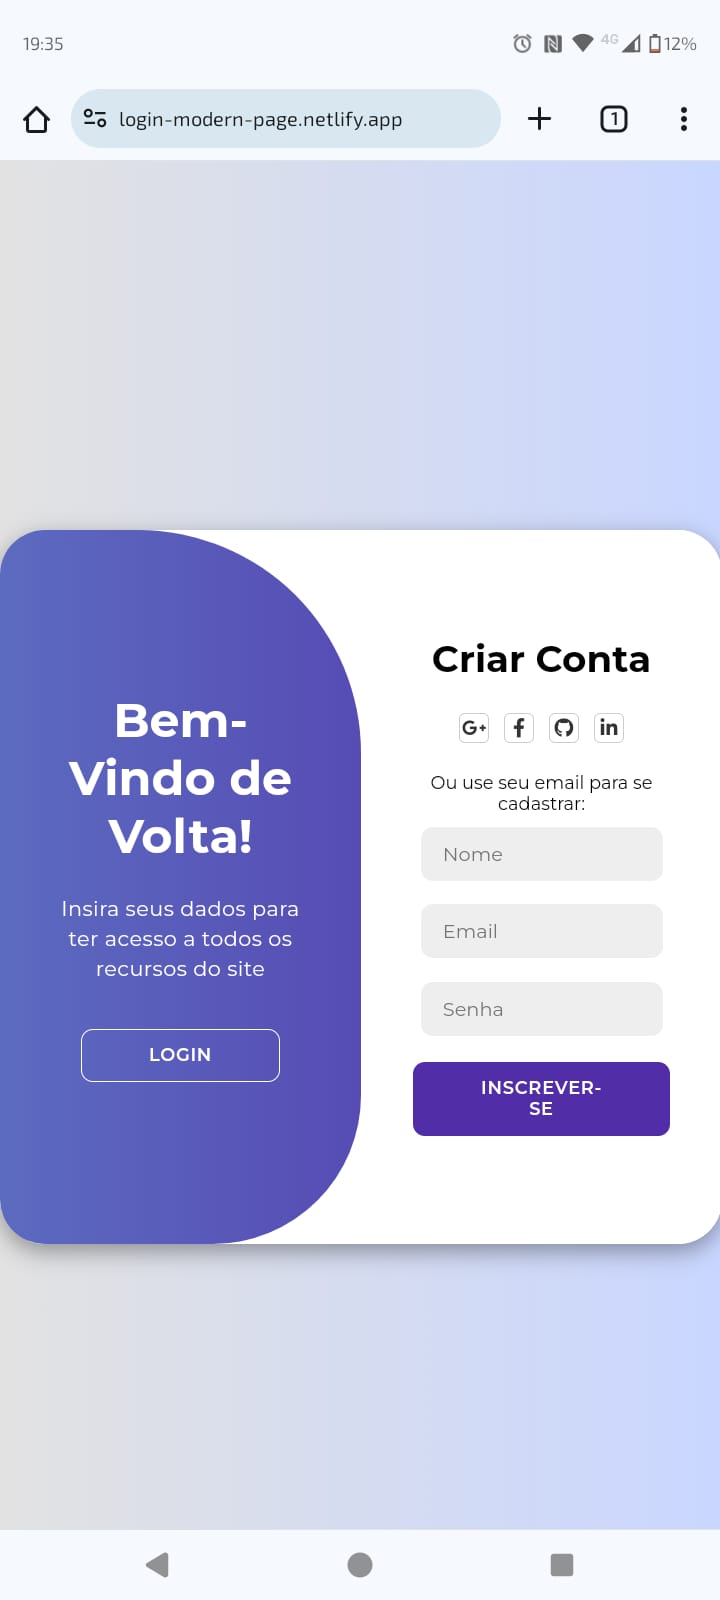 19:35
4G
12%
login-modern-page.netlify.app
1
Bem-
Vindo de
Volta!
Insira seus dados para
ter acesso a todos os
recursos do site
LOGIN
Criar Conta
G+
f
in
Ou use seu email para se
cadastrar:
Nome
Email
Senha
INSCREVER-
SE